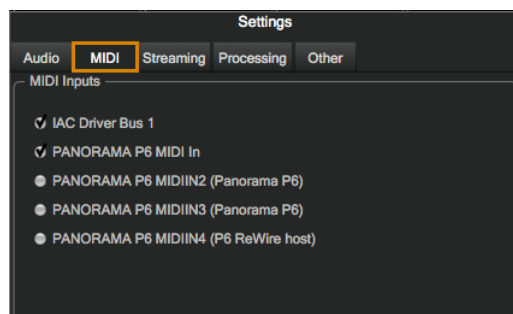 Settings
Audio MIDI Streaming Processing Other
MIDI Inputs
IAC Driver Bus 1
PANORAMA P6 MIDI In
PANORAMA P6 MIDIIN2 (Panorama P6)
PANORAMA P6 MIDIIN3 (Panorama P6)
PANORAMA P6 MIDIIN4 (P6 ReWire host)